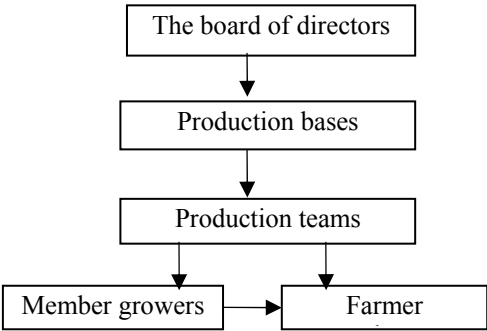 The board of directors
Production bases
Production teams
Member growers
Farmer